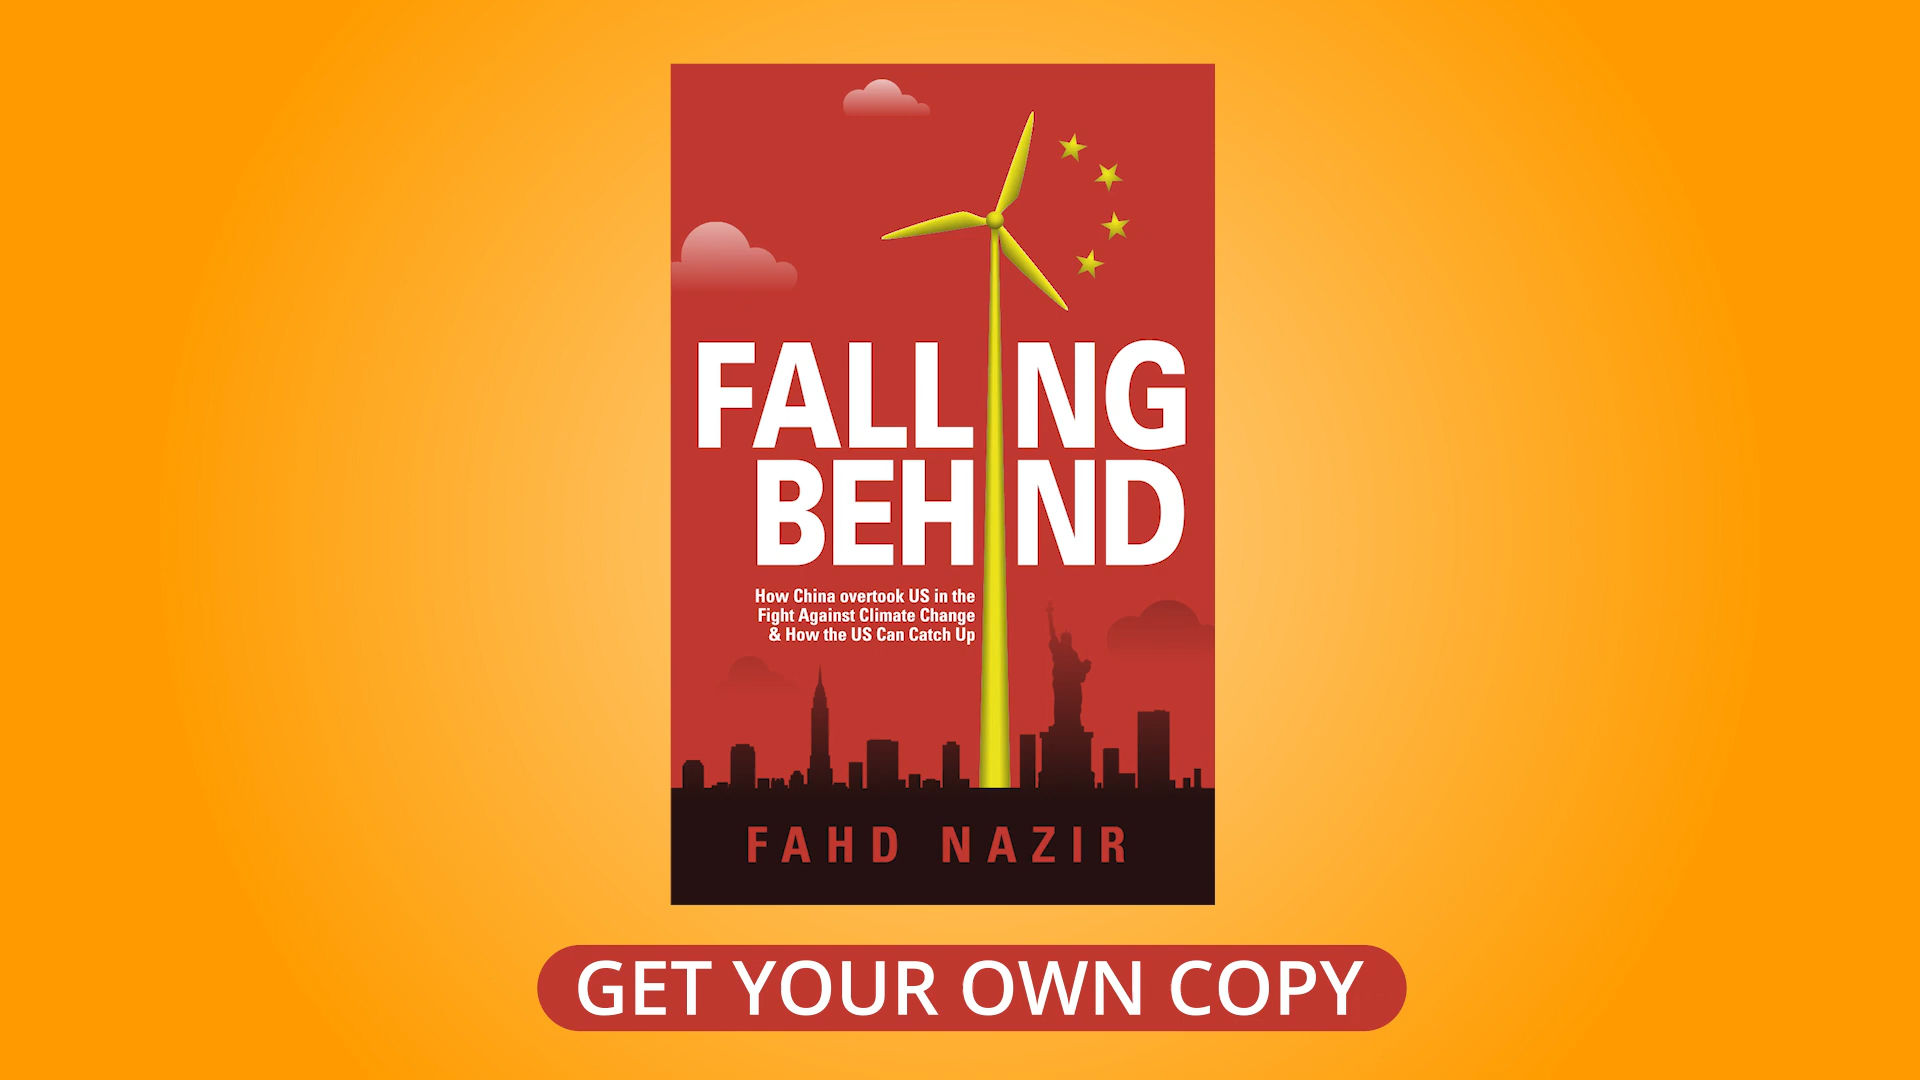 FALLING
BEHIND
How China overtook US in the
Fight Against Climate Change
& How the US Can Catch Up
FAHD NAZIR
GET YOUR OWN COPY